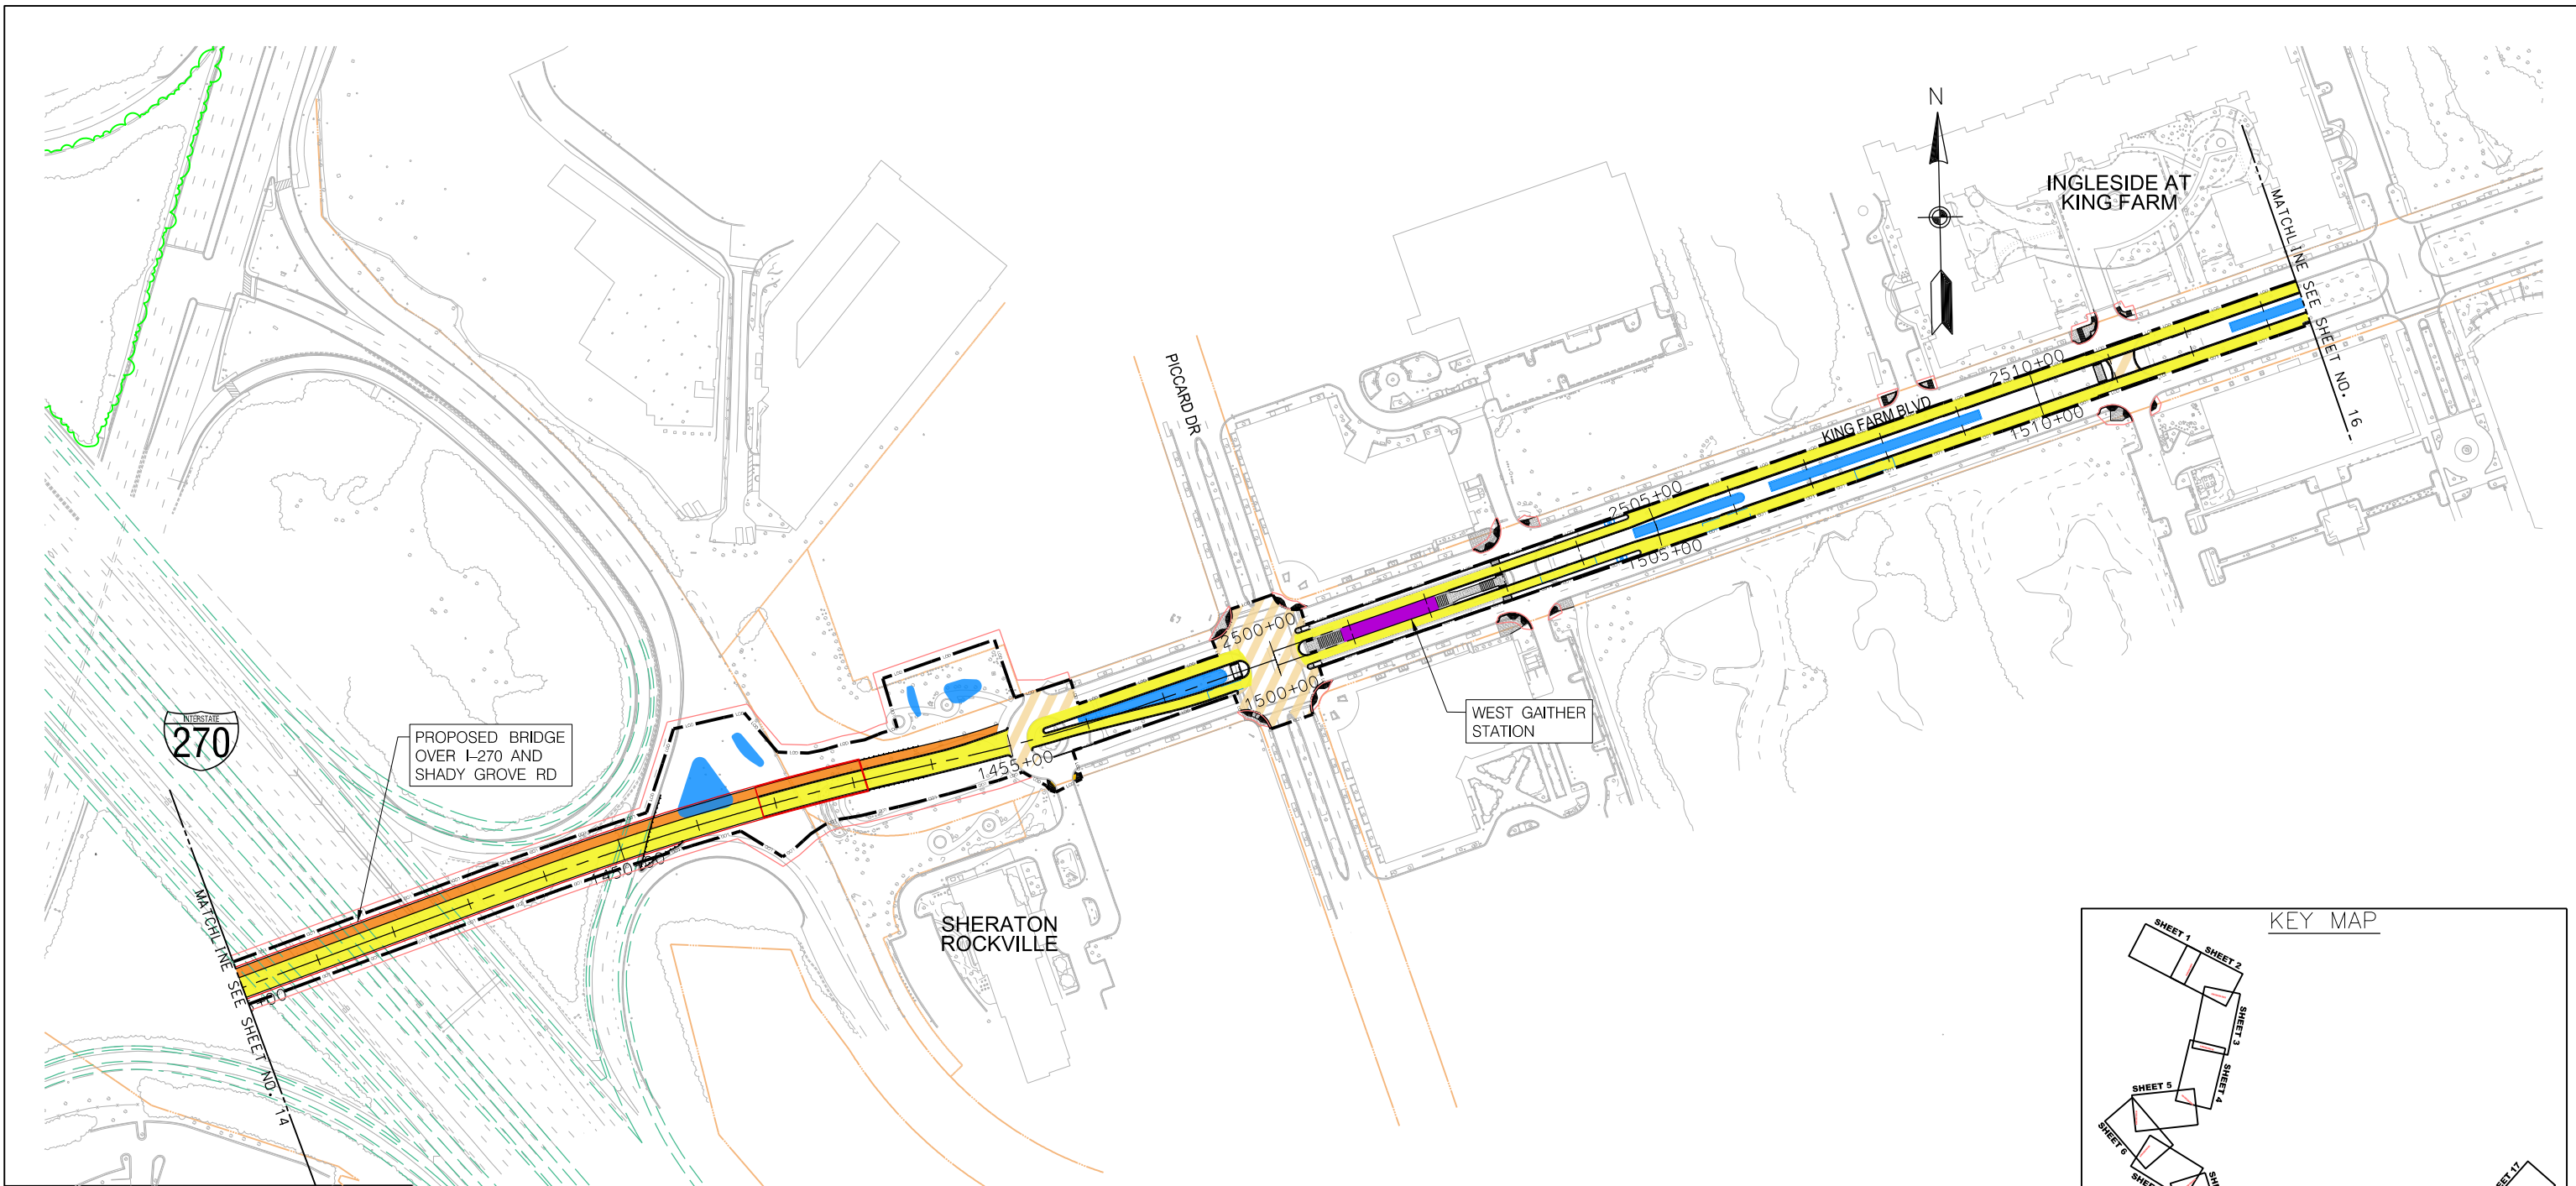 N
INGLESIDE AT
KING FARM
MATCHLINE SEE SHEET NO. 16
PICCARD DR
2510+00
KING FARM BLVD
1510+00
2505+00
1505+00
2500+00
1500+00
WEST GAITHER
STATION
INTERSTATE
270
PROPOSED BRIDGE
OVER I-270 AND
SHADY GROVE RD
1455+00
1450+00
SHERATON
ROCKVILLE
MATCHLINE SEE SHEET NO. 14
KEY MAP
SHEET 1
SHEET 2
SHEET 3
SHEET 4
SHEET 5
SHEET 6